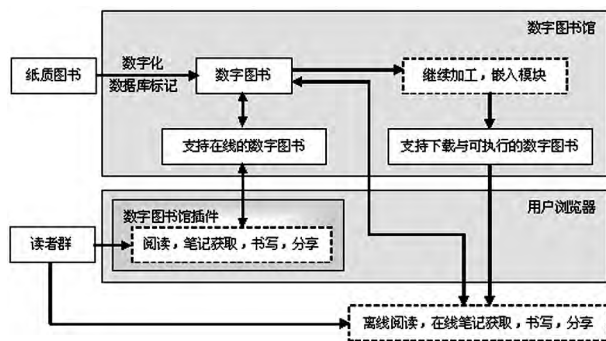 数字图书馆
纸质图书
数字化
数据库标记
数字图书
继续加工，嵌入模块
支持在线的数字图书
支持下载与可执行的数字图书
用户浏览器
数字图书馆插件
读者群
阅读，笔记获取，书写，分享
离线阅读，在线笔记获取，书写，分享